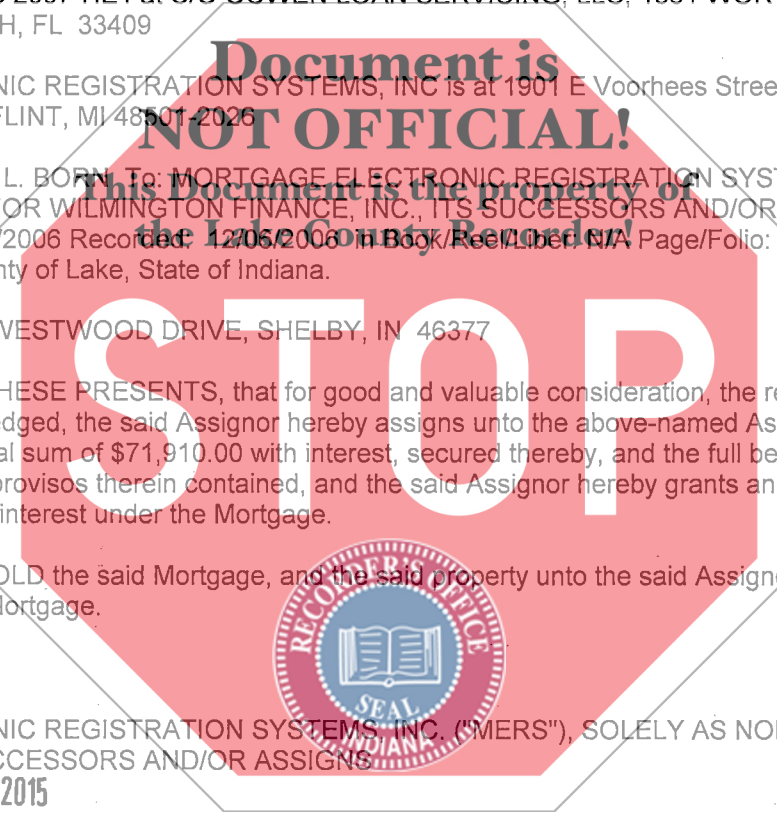 H, FL 33409
Document is
NIC REGISTRATION SYSTEMS, INC is at 1901 E Voorhees Stree
NOT OFFICIAL!
FLINT, MI 48501-2026
L. BORN To: MORTGAGE ELECTRONIC REGISTRATION SYST
This Document is the property of
OR WILMINGTON FINANCE, INC., ITS SUCCESSORS AND/OR
the Lake County Recorder!
/2006 Recorded: 12/06/2006 in Book/Reel/Liber: N/A Page/Folio:
nty of Lake, State of Indiana.
STOP
WESTWOOD DRIVE, SHELBY, IN 46377
HESE PRESENTS, that for good and valuable consideration, the re
dged, the said Assignor hereby assigns unto the above-named As
al sum of $71,910.00 with interest, secured thereby, and the full be
provisos therein contained, and the said Assignor hereby grants an
interest under the Mortgage.
OLD the said Mortgage, and the said property unto the said Assign
Mortgage.
RECORDER'S OFFICE
SEAL
INDIANA
NIC REGISTRATION SYSTEMS, INC. ("MERS"), SOLELY AS NO
CCESSORS AND/OR ASSIGNS
2015